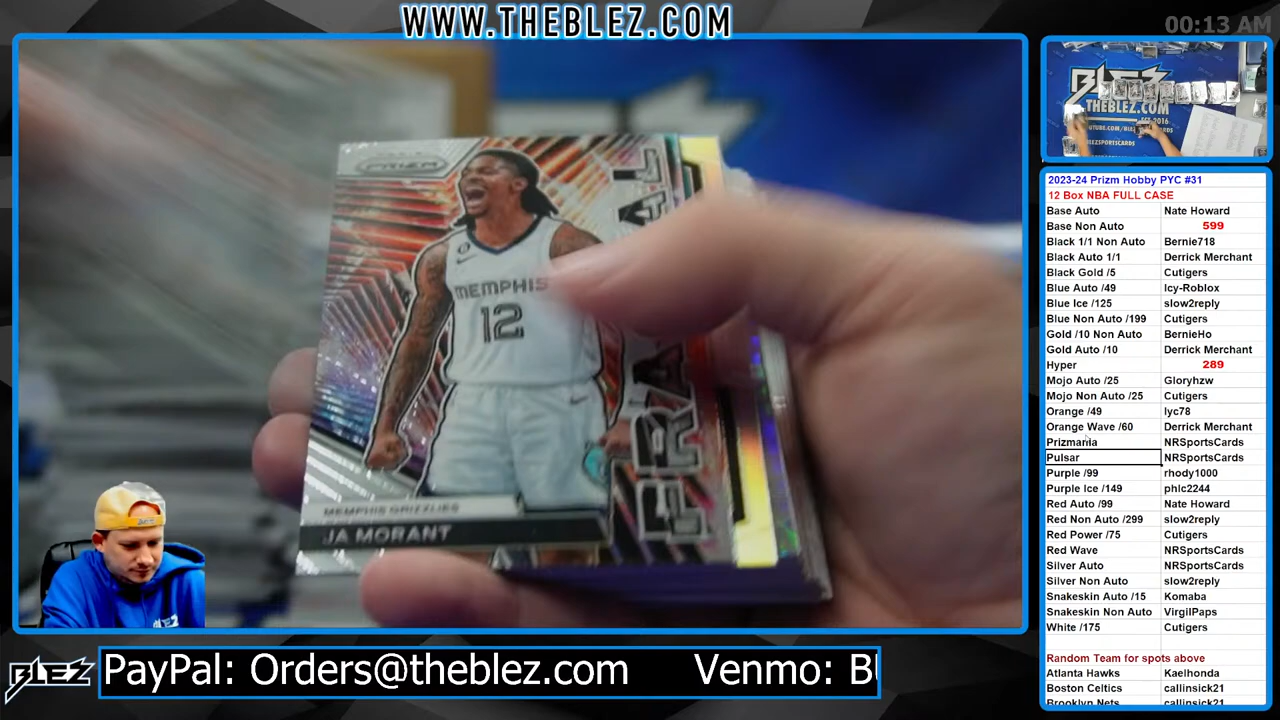 WWW.THEBLEZ.COM
00:13 AM
BLEZ
THEBLEZ.COM
EST. 2016
PRIZM
MEMPHIS
12
MEMPHIS GRIZZLIES
JA MORANT
2023-24 Prizm Hobby PYC #31
12 Box NBA FULL CASE
Base Auto Nate Howard
Base Non Auto 599
Black 1/1 Non Auto Bernie718
Black Auto 1/1 Derrick Merchant
Black Gold /5 Cutigers
Blue Auto /49 Icy-Roblox
Blue Ice /125 slow2reply
Blue Non Auto /199 Cutigers
Gold /10 Non Auto BernieHo
Gold Auto /10 Derrick Merchant
Hyper 289
Mojo Auto /25 Gloryhzw
Mojo Non Auto /25 Cutigers
Orange /49 lyc78
Orange Wave /60 Derrick Merchant
Prizmania NRSportsCards
Pulsar NRSportsCards
Purple /99 rhody1000
Purple Ice /149 phlc2244
Red Auto /99 Nate Howard
Red Non Auto /299 slow2reply
Red Power /75 Cutigers
Red Wave NRSportsCards
Silver Auto NRSportsCards
Silver Non Auto slow2reply
Snakeskin Auto /15 Komaba
Snakeskin Non Auto VirgilPaps
White /175 Cutigers
Random Team for spots above
Atlanta Hawks Kaelhonda
Boston Celtics callinsick21
Brooklyn Nets callinsick21
BLEZ
PayPal: Orders@theblez.com Venmo: B